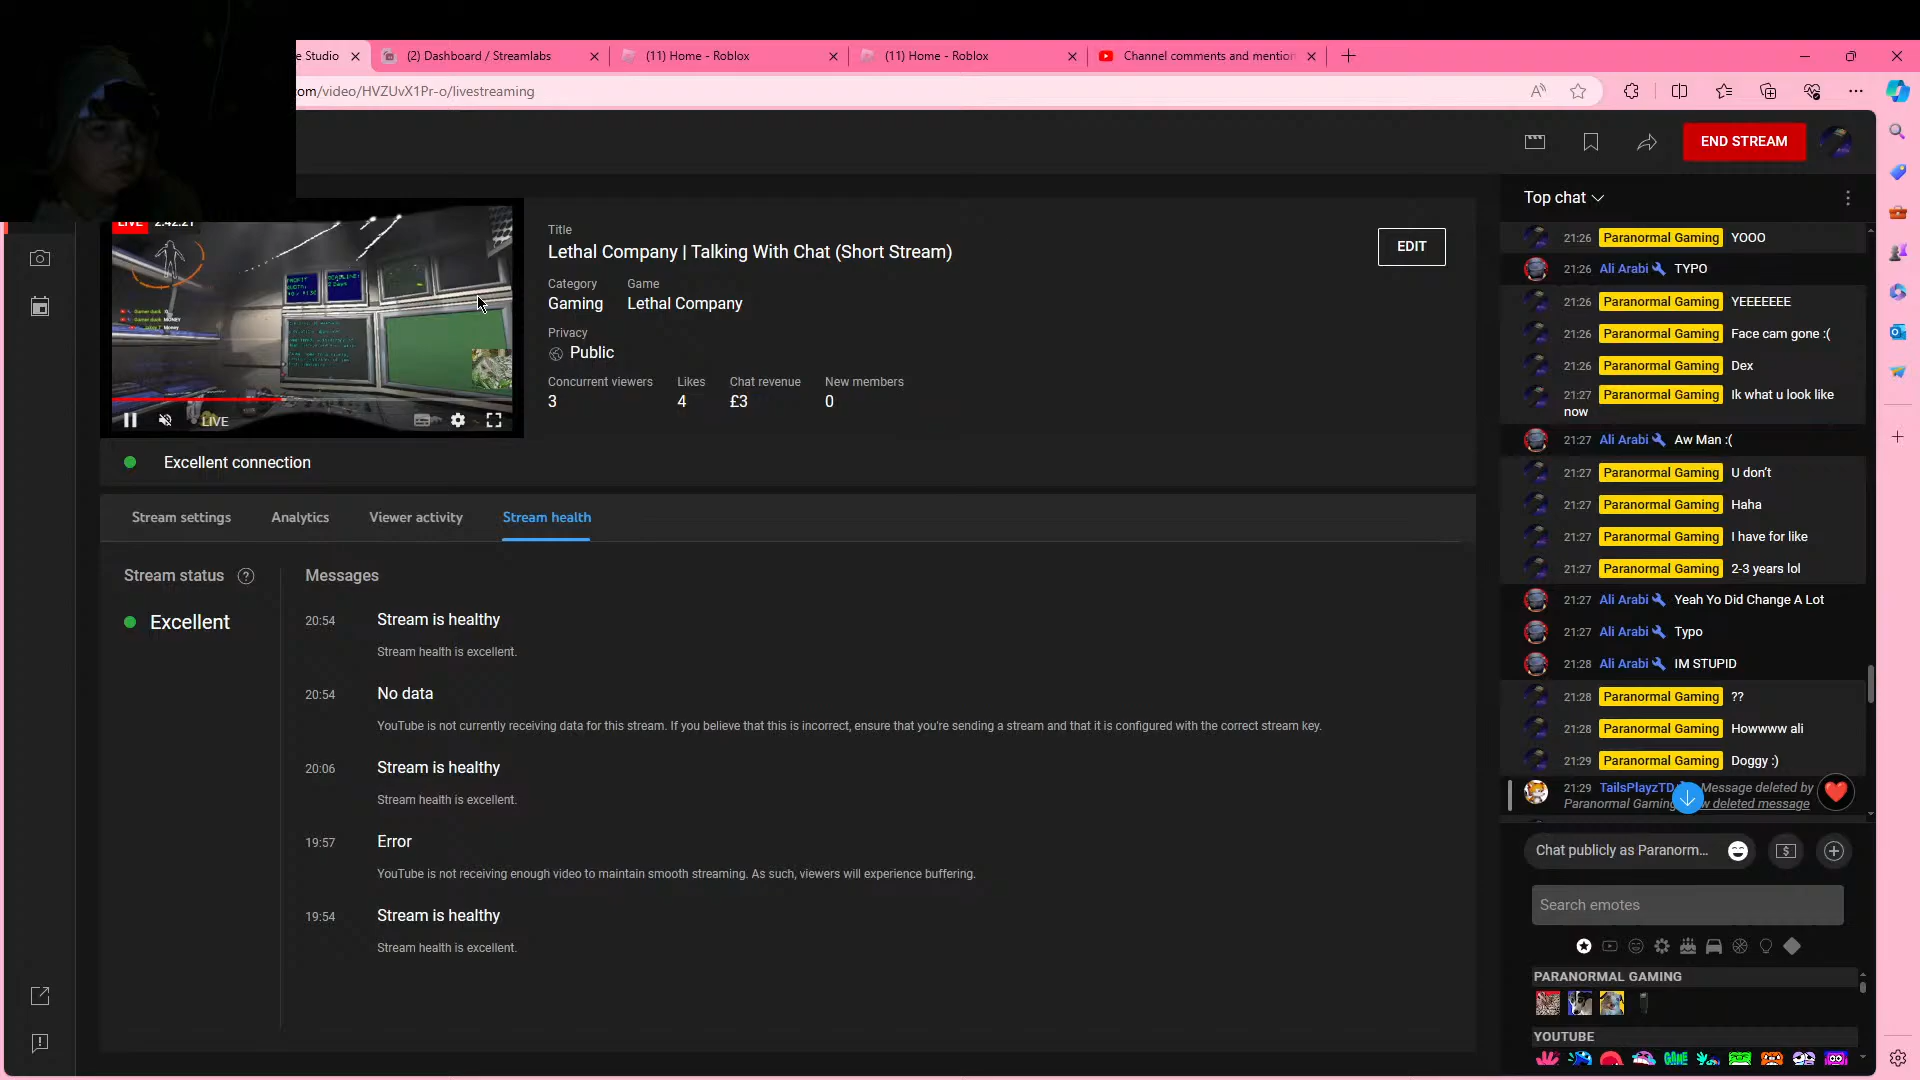 e Studio
(2) Dashboard / Streamlabs
(11) Home - Roblox
(11) Home - Roblox
Channel comments and mention
om/video/HVZUvX1Pr-o/livestreaming
END STREAM
LIVE 2:42:21
LIVE
Title
Lethal Company | Talking With Chat (Short Stream)
EDIT
Category
Game
Gaming
Lethal Company
Privacy
Public
Concurrent viewers
Likes
Chat revenue
New members
3
4
£3
0
Excellent connection
Stream settings
Analytics
Viewer activity
Stream health
Stream status
Messages
Excellent
20:54 Stream is healthy
Stream health is excellent.
20:54 No data
YouTube is not currently receiving data for this stream. If you believe that this is incorrect, ensure that you're sending a stream and that it is configured with the correct stream key.
20:06 Stream is healthy
Stream health is excellent.
19:57 Error
YouTube is not receiving enough video to maintain smooth streaming. As such, viewers will experience buffering.
19:54 Stream is healthy
Stream health is excellent.
Top chat
21:26 Paranormal Gaming YOOO
21:26 Ali Arabi TYPO
21:26 Paranormal Gaming YEEEEEEE
21:26 Paranormal Gaming Face cam gone :(
21:26 Paranormal Gaming Dex
21:27 Paranormal Gaming Ik what u look like
now
21:27 Ali Arabi Aw Man :(
21:27 Paranormal Gaming U don't
21:27 Paranormal Gaming Haha
21:27 Paranormal Gaming I have for like
21:27 Paranormal Gaming 2-3 years lol
21:27 Ali Arabi Yeah Yo Did Change A Lot
21:27 Ali Arabi Typo
21:28 Ali Arabi IM STUPID
21:28 Paranormal Gaming ??
21:28 Paranormal Gaming Howwww ali
21:29 Paranormal Gaming Doggy :)
21:29 TailsPlayzTD Message deleted by
Paranormal Gaming w deleted message
Chat publicly as Paranorm...
Search emotes
PARANORMAL GAMING
YOUTUBE